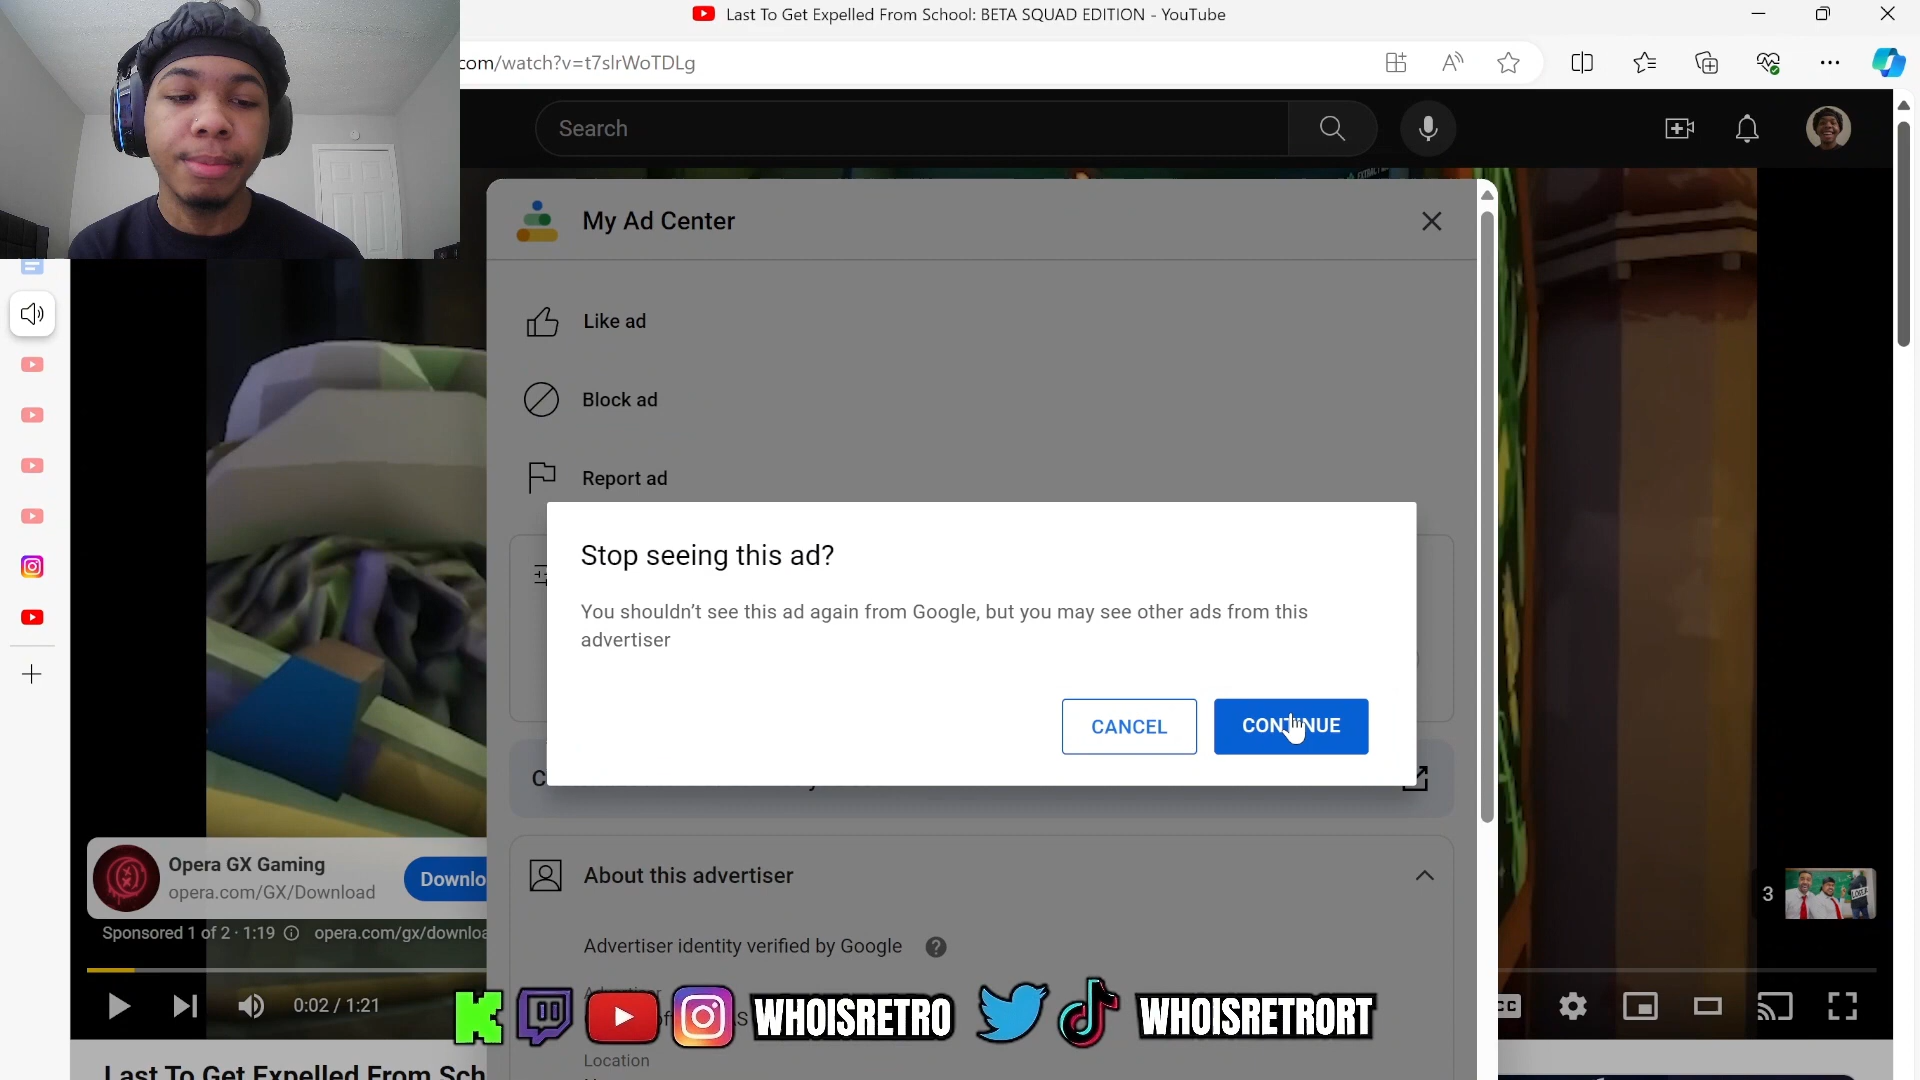 Last To Get Expelled From School: BETA SQUAD EDITION - YouTube
com/watch?v=t7slrWoTDLg
Search
My Ad Center
Like ad
Block ad
Report ad
Stop seeing this ad?
You shouldn't see this ad again from Google, but you may see other ads from this
advertiser
CANCEL
CONTINUE
Opera GX Gaming
opera.com/GX/Download
Downlo
Sponsored 1 of 2 · 1:19
opera.com/gx/downloa
0:02 / 1:21
3
About this advertiser
Advertiser identity verified by Google
Advertiser
WHOISRETRO
WHOISRETRORT
Location
Last To Get Expelled From Sch